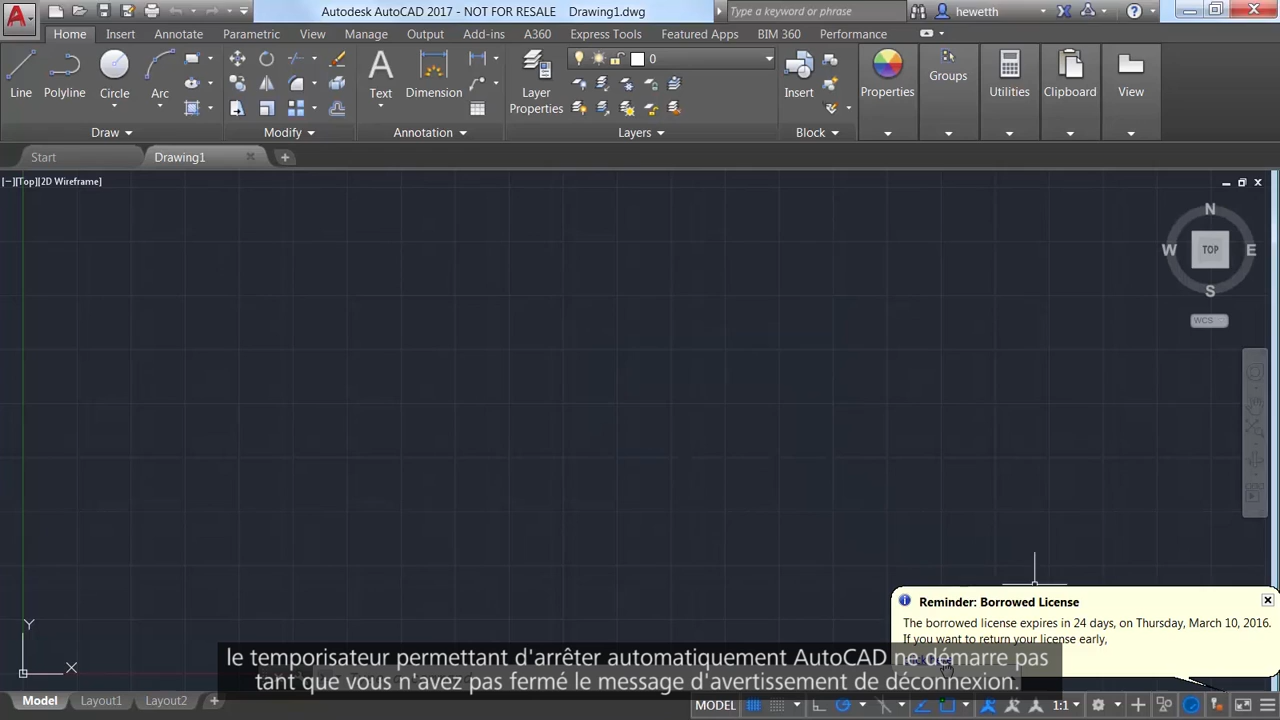 Autodesk AutoCAD 2017 - NOT FOR RESALE Drawing1.dwg
Type a keyword or phrase
hewetth
Home Insert Annotate Parametric View Manage Output Add-ins A360 Express Tools Featured Apps BIM 360 Performance
Line Polyline Circle Arc
Text Dimension
Layer Properties
0
Insert
Properties Groups Utilities Clipboard View
Draw Modify Annotation Layers Block
Start Drawing1
[−][Top][2D Wireframe]
N
W TOP E
S
WCS
Reminder: Borrowed License
The borrowed license expires in 24 days, on Thursday, March 10, 2016.
If you want to return your license early,
Y
X
le temporisateur permettant d'arrêter automatiquement AutoCAD ne démarre pas
tant que vous n'avez pas fermé le message d'avertissement de déconnexion.
Model Layout1 Layout2
MODEL 1:1